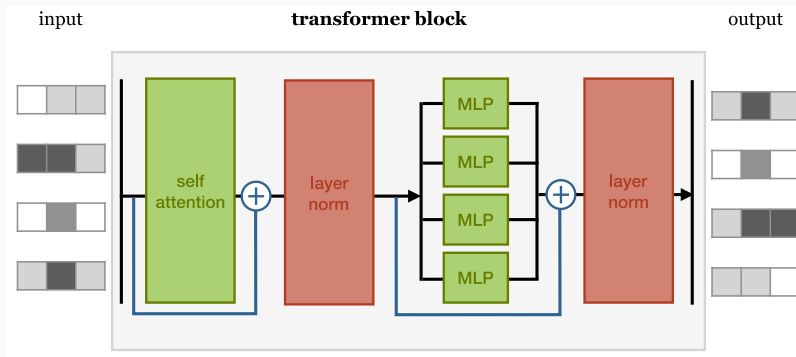 input
transformer block
output
self
attention
layer
norm
MLP
MLP
MLP
MLP
layer
norm